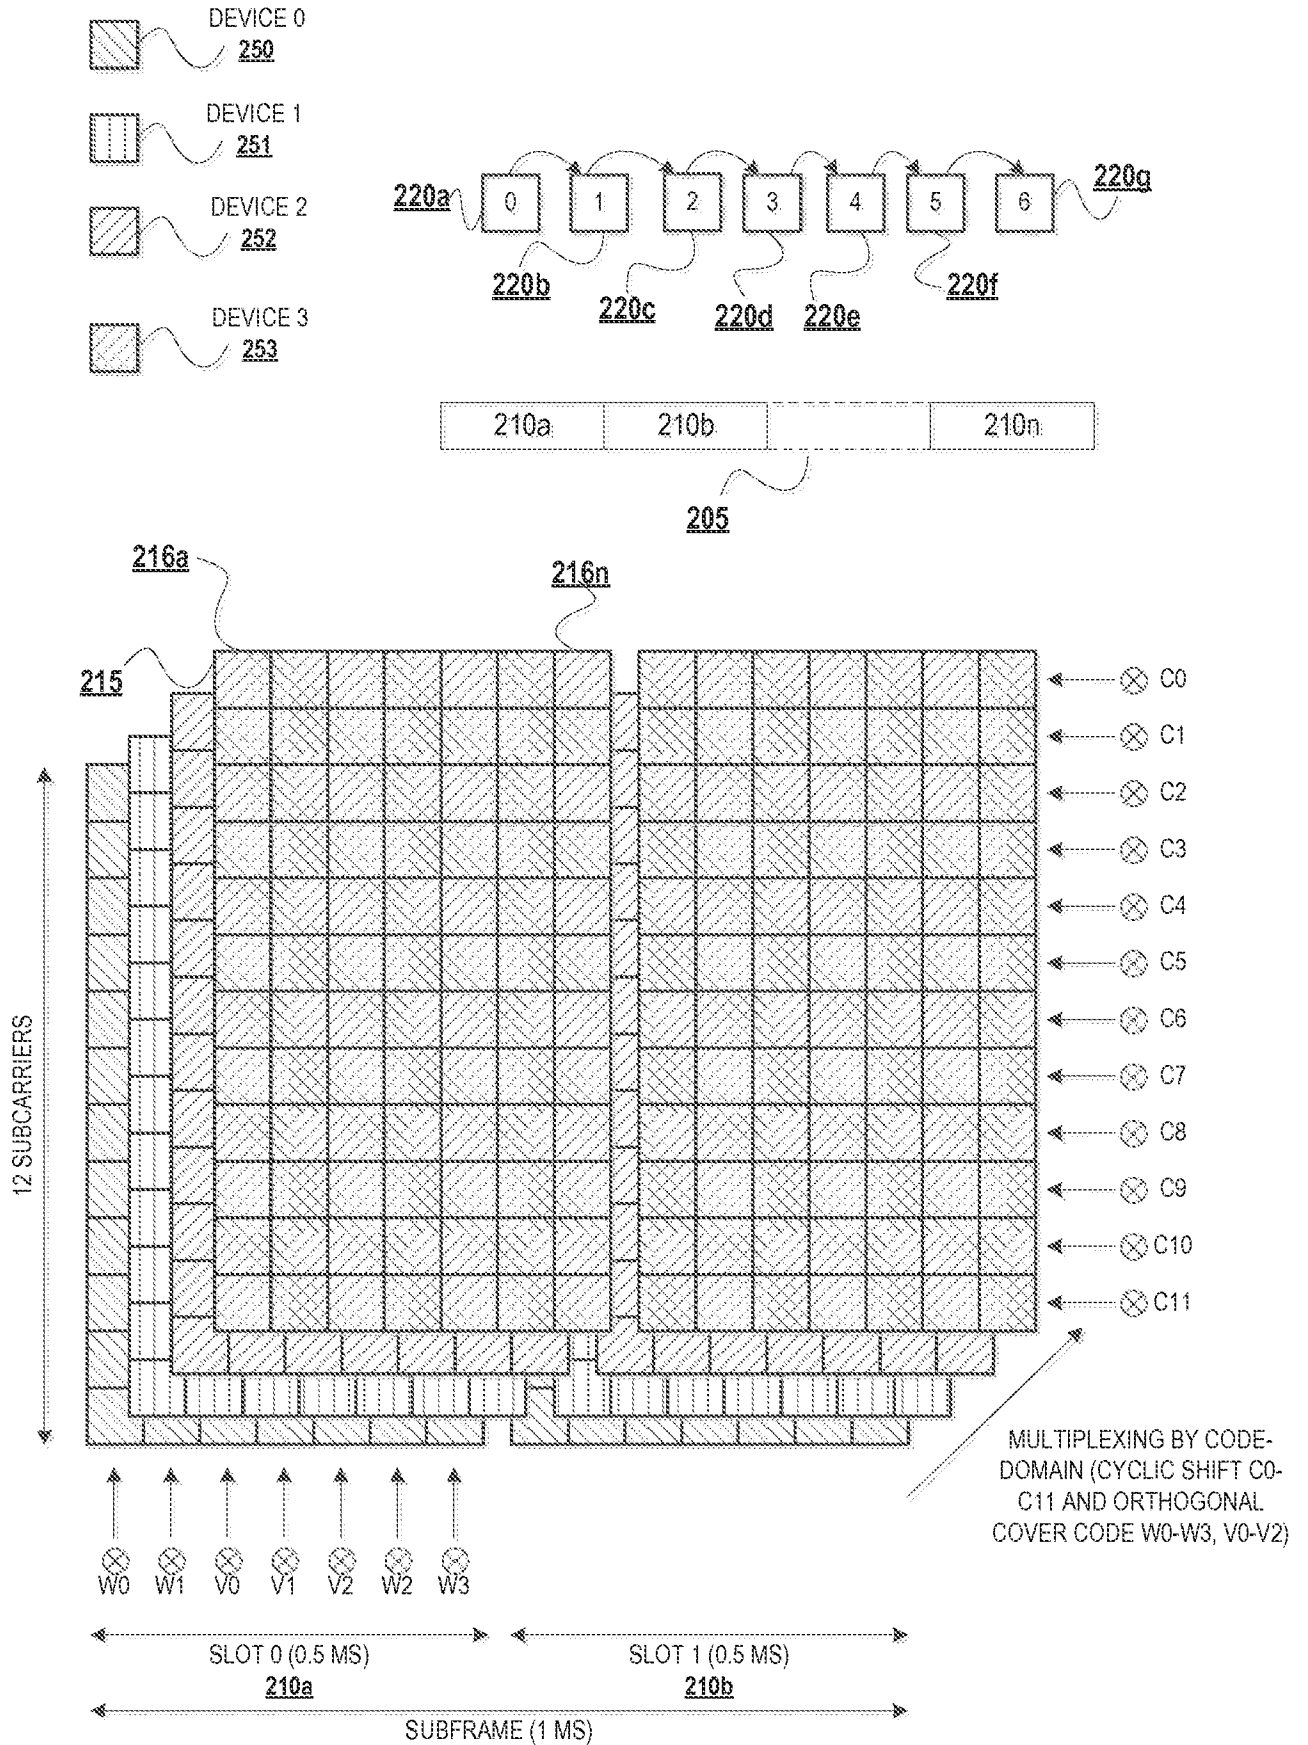 DEVICE 0
250
DEVICE 1
251
DEVICE 2
252
DEVICE 3
253
0
1
2
3
4
5
6
220a
220g
220b
220c
220d
220e
220f
210a
210b
210n
205
216a
216n
215
C0
C1
C2
C3
C4
C5
C6
C7
C8
C9
C10
C11
12 SUBCARRIERS
MULTIPLEXING BY CODE-
DOMAIN (CYCLIC SHIFT C0-
C11 AND ORTHOGONAL
COVER CODE W0-W3, V0-V2)
W0
W1
V0
V1
V2
W2
W3
SLOT 0 (0.5 MS)
210a
SLOT 1 (0.5 MS)
210b
SUBFRAME (1 MS)